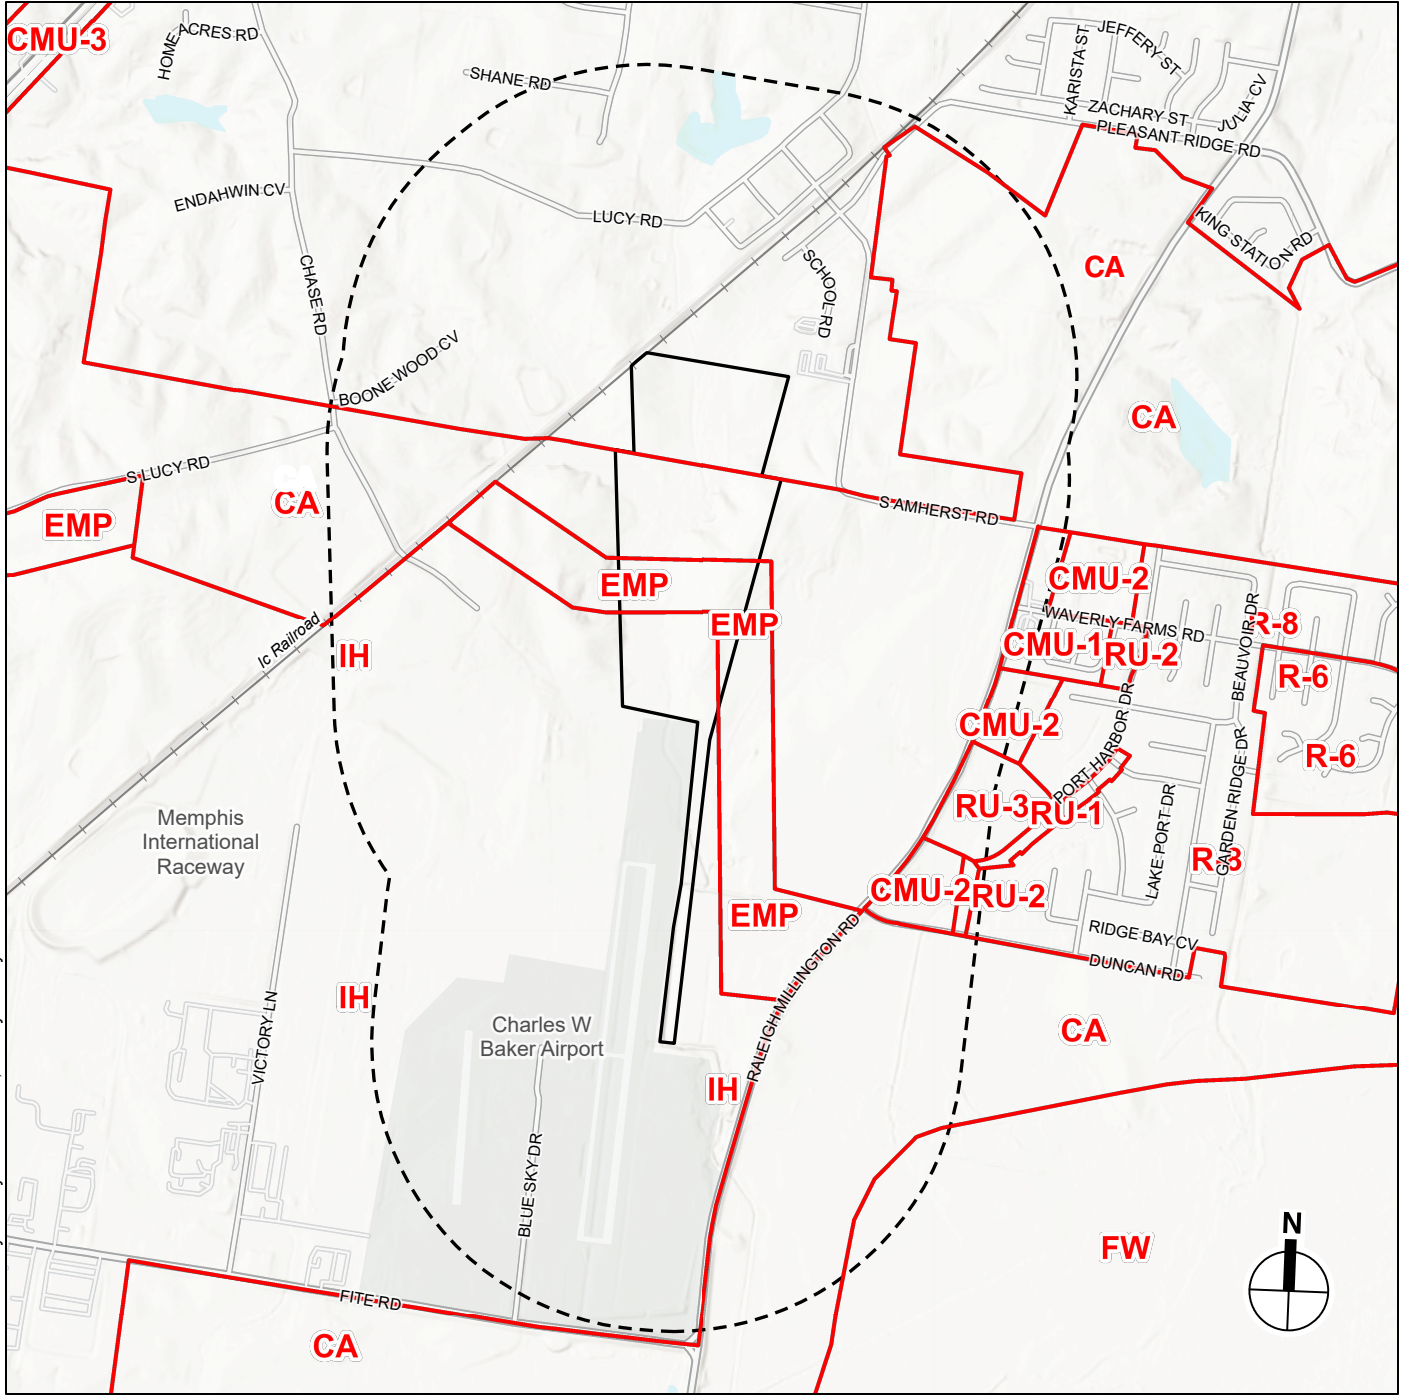 CMU-3
HOME
ACRES RD
SHANE RD
KARISTA ST
JEFFERY ST
JULIA CV
ZACHARY ST
PLEASANT RIDGE RD
ENDAHWIN CV
LUCY RD
KING STATION RD
CHASE RD
SCHOOL RD
CA
BOONE WOOD CV
CA
S LUCY RD
CA
EMP
S AMHERST RD
EMP
EMP
CMU-2
WAVERLY FARMS RD
BEAUVOIR DR
R-8
Ic Railroad
IH
CMU-1
RU-2
R-6
CMU-2
PORT HARBOR DR
GARDEN RIDGE DR
R-6
Memphis
International
Raceway
RU-3
RU-1
LAKE PORT DR
R-3
CMU-2
RU-2
EMP
RIDGE BAY CV
DUNCAN RD
RALEIGH MILLINGTON RD
IH
VICTORY LN
Charles W
Baker Airport
CA
IH
BLUE SKY DR
N
FW
FITE RD
CA